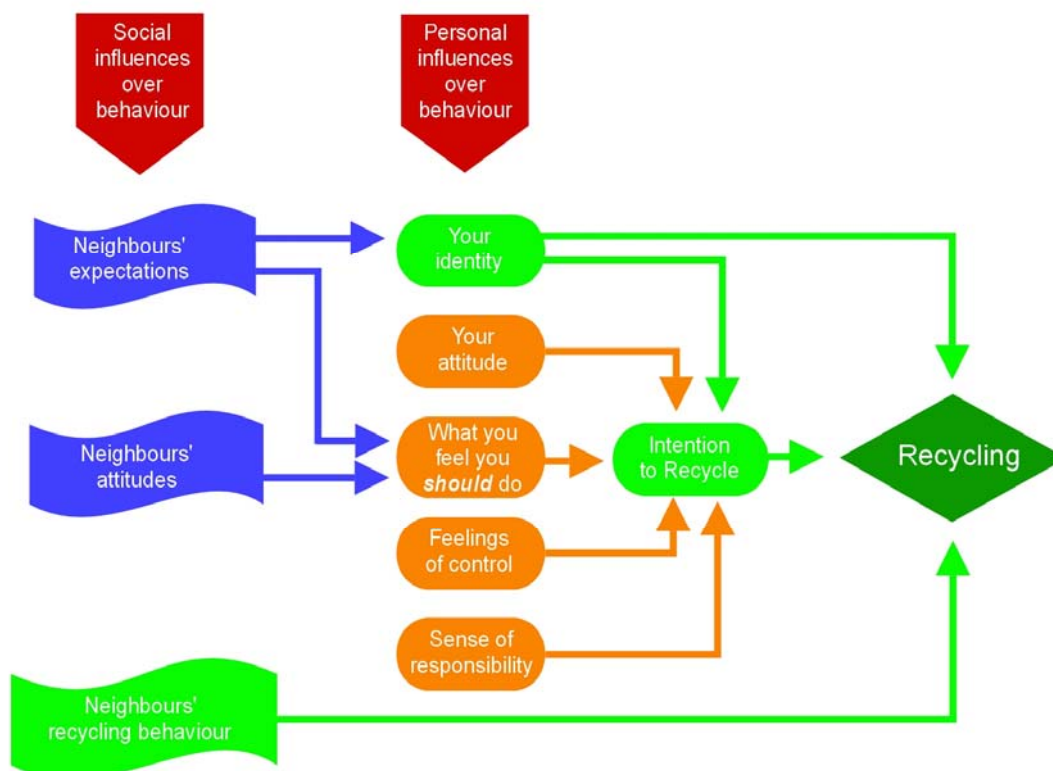 Social
influences
over
behaviour
Personal
influences
over
behaviour
Neighbours'
expectations
Your
identity
Your
attitude
Neighbours'
attitudes
What you
feel you
should do
Intention
to Recycle
Recycling
Feelings
of control
Sense of
responsibility
Neighbours'
recycling behaviour